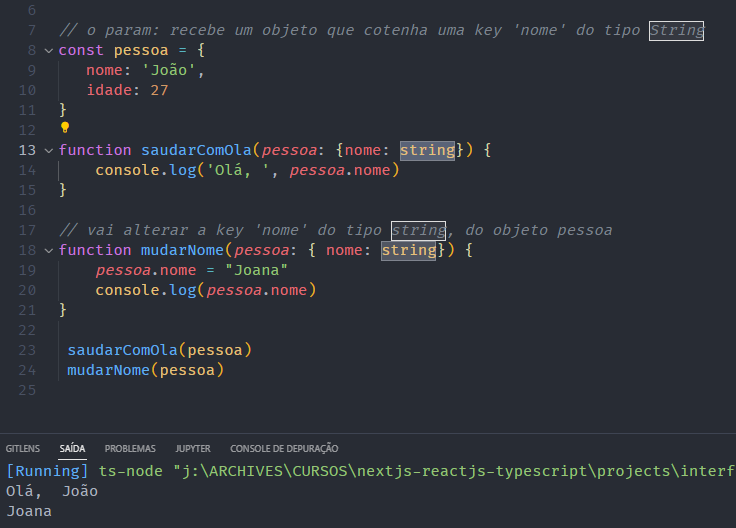 6
7 // o param: recebe um objeto que cotenha uma key 'nome' do tipo String
8 const pessoa = {
9 nome: 'João',
10 idade: 27
11 }
12
13 function saudarComOla(pessoa: {nome: string}) {
14 console.log('Olá, ', pessoa.nome)
15 }
16
17 // vai alterar a key 'nome' do tipo string, do objeto pessoa
18 function mudarNome(pessoa: { nome: string}) {
19 pessoa.nome = "Joana"
20 console.log(pessoa.nome)
21 }
22
23 saudarComOla(pessoa)
24 mudarNome(pessoa)
25
GITLENS SAÍDA PROBLEMAS JUPYTER CONSOLE DE DEPURAÇÃO
[Running] ts-node "j:\ARCHIVES\CURSOS\nextjs-reactjs-typescript\projects\interf
Olá,  João
Joana